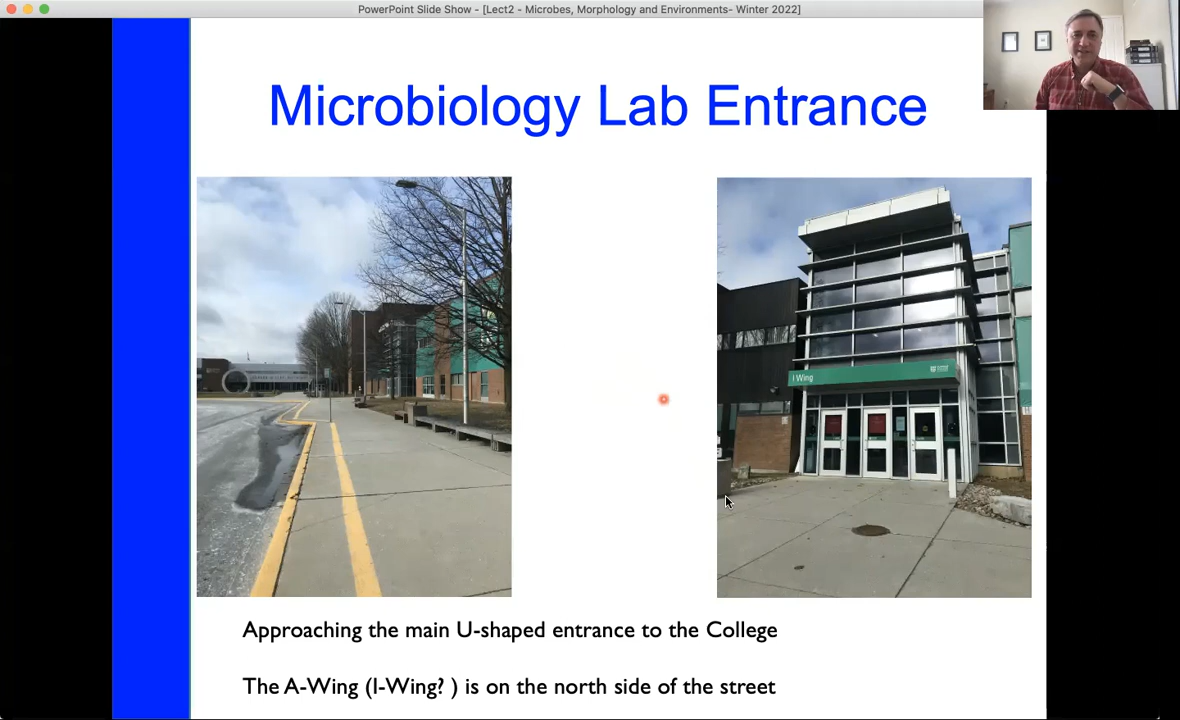 PowerPoint Slide Show - [Lect2 - Microbes, Morphology and Environments- Winter 2022]
Microbiology Lab Entrance
I Wing
Approaching the main U-shaped entrance to the College
The A-Wing (I-Wing? ) is on the north side of the street